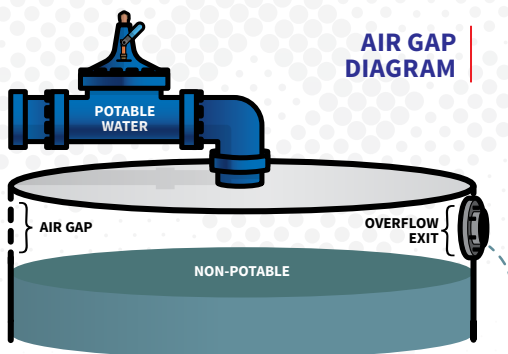 AIR GAP
DIAGRAM
POTABLE
WATER
AIR GAP
OVERFLOW
EXIT
NON-POTABLE